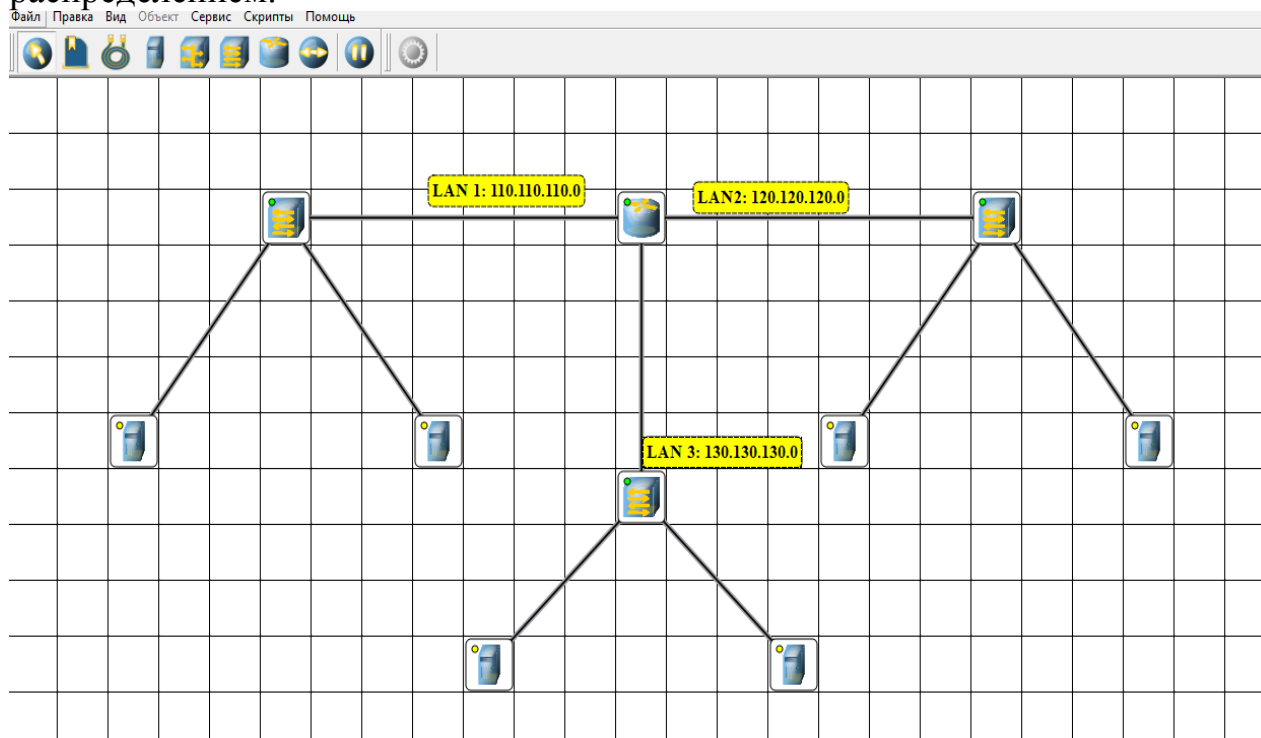 распределением.
Файл Правка Вид Объект Сервис Скрипты Помощь
LAN 1: 110.110.110.0
LAN2: 120.120.120.0
LAN 3: 130.130.130.0